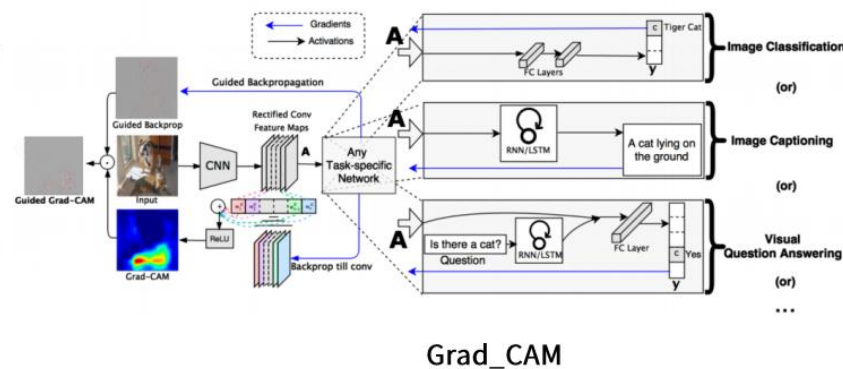 Gradients
Activations
Guided Backpropagation
Guided Backprop
Rectified Conv
Feature Maps
Input
CNN
A
Any
Task-specific
Network
Guided Grad-CAM
ReLU
Grad-CAM
Backprop till conv
A
FC Layers
c
Tiger Cat
y
Image Classification
(or)
A
RNN/LSTM
A cat lying on
the ground
Image Captioning
(or)
A
Is there a cat?
Question
RNN/LSTM
FC Layer
c
Yes
y
Visual
Question Answering
(or)
...
Grad_CAM